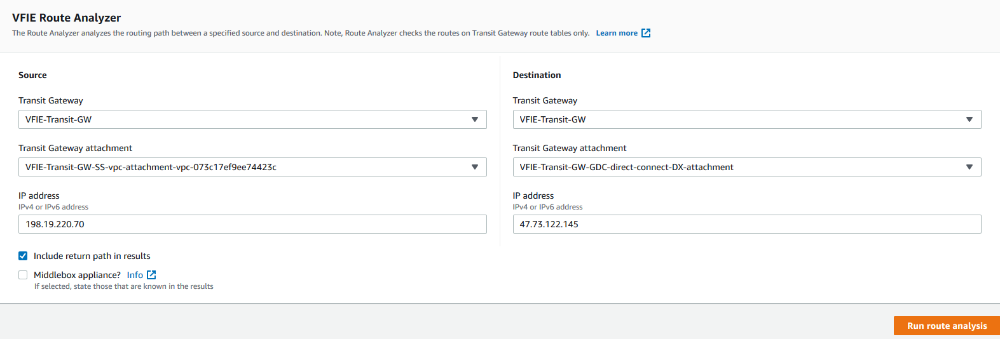 VFIE Route Analyzer
The Route Analyzer analyzes the routing path between a specified source and destination. Note, Route Analyzer checks the routes on Transit Gateway route tables only. Learn more
Source
Transit Gateway
VFIE-Transit-GW
Transit Gateway attachment
VFIE-Transit-GW-SS-vpc-attachment-vpc-073c17ef9ee74423c
IP address
IPv4 or IPv6 address
198.19.220.70
Include return path in results
Middlebox appliance? Info
If selected, state those that are known in the results
Destination
Transit Gateway
VFIE-Transit-GW
Transit Gateway attachment
VFIE-Transit-GW-GDC-direct-connect-DX-attachment
IP address
IPv4 or IPv6 address
47.73.122.145
Run route analysis